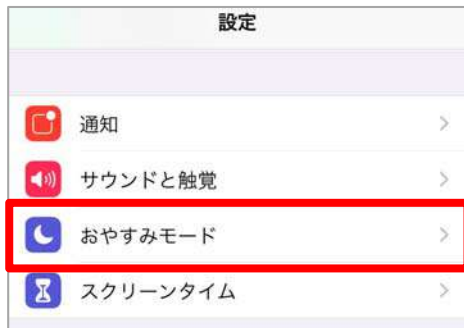 設定
通知
サウンドと触覚
おやすみモード
スクリーンタイム